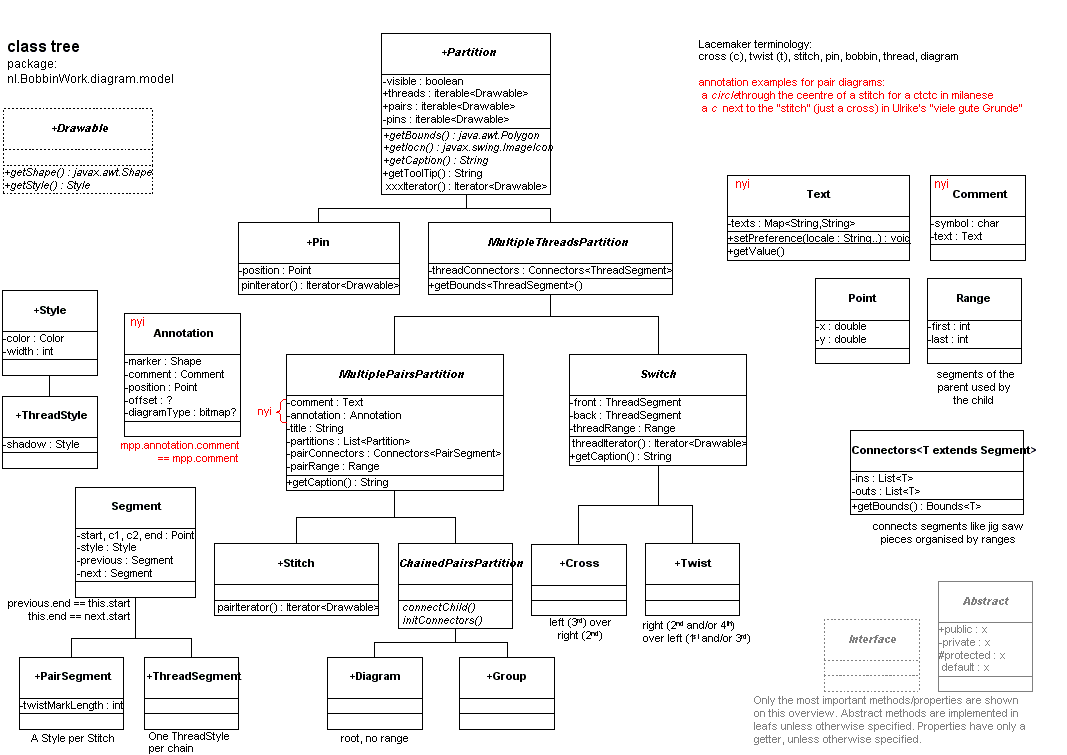 class tree
package:
nl.BobbinWork.diagram.model
+Drawable
+getShape() : javax.awt.Shape
+getStyle() : Style
+Partition
-visible : boolean
+threads : iterable<Drawable>
+pairs : iterable<Drawable>
-pins : iterable<Drawable>
+getBounds() : java.awt.Polygon
+getIocn() : javax.swing.ImageIcon
+getCaption() : String
+getToolTip() : String
xxxIterator() : Iterator<Drawable>
Lacemaker terminology:
cross (c), twist (t), stitch, pin, bobbin, thread, diagram
annotation examples for pair diagrams:
a circle through the ceentre of a stitch for a ctctc in milanese
a c next to the "stitch" (just a cross) in Ulrike's "viele gute Grunde"
nyi
Text
-texts : Map<String,String>
+setPreference(locale : String..) : void
+getValue()
nyi
Comment
-symbol : char
-text : Text
+Pin
-position : Point
pinIterator() : Iterator<Drawable>
MultipleThreadsPartition
-threadConnectors : Connectors<ThreadSegment>
+getBounds<ThreadSegment>()
Point
-x : double
-y : double
Range
-first : int
-last : int
segments of the
parent used by
the child
+Style
-color : Color
-width : int
+ThreadStyle
-shadow : Style
nyi
Annotation
-marker : Shape
-comment : Comment
-position : Point
-offset : ?
-diagramType : bitmap?
mpp.annotation.comment
== mpp.comment
MultiplePairsPartition
nyi
-comment : Text
-annotation : Annotation
-title : String
-partitions : List<Partition>
-pairConnectors : Connectors<PairSegment>
-pairRange : Range
+getCaption() : String
Switch
-front : ThreadSegment
-back : ThreadSegment
-threadRange : Range
threadIterator() : Iterator<Drawable>
+getCaption() : String
Connectors<T extends Segment>
-ins : List<T>
-outs : List<T>
+getBounds() : Bounds<T>
connects segments like jig saw
pieces organised by ranges
Segment
-start, c1, c2, end : Point
-style : Style
-previous : Segment
-next : Segment
previous.end == this.start
this.end == next.start
+Stitch
pairIterator() : Iterator<Drawable>
ChainedPairsPartition
connectChild()
initConnectors()
+Cross
left (3rd) over
right (2nd)
+Twist
right (2nd and/or 4th)
over left (1st and/or 3rd)
+PairSegment
-twistMarkLength : int
A Style per Stitch
+ThreadSegment
One ThreadStyle
per chain
+Diagram
root, no range
+Group
Interface
Abstract
+public : x
-private : x
#protected : x
default : x
Only the most important methods/properties are shown
on this overview. Abstract methods are implemented in
leafs unless otherwise specified. Properties have only a
getter, unless otherwise specified.